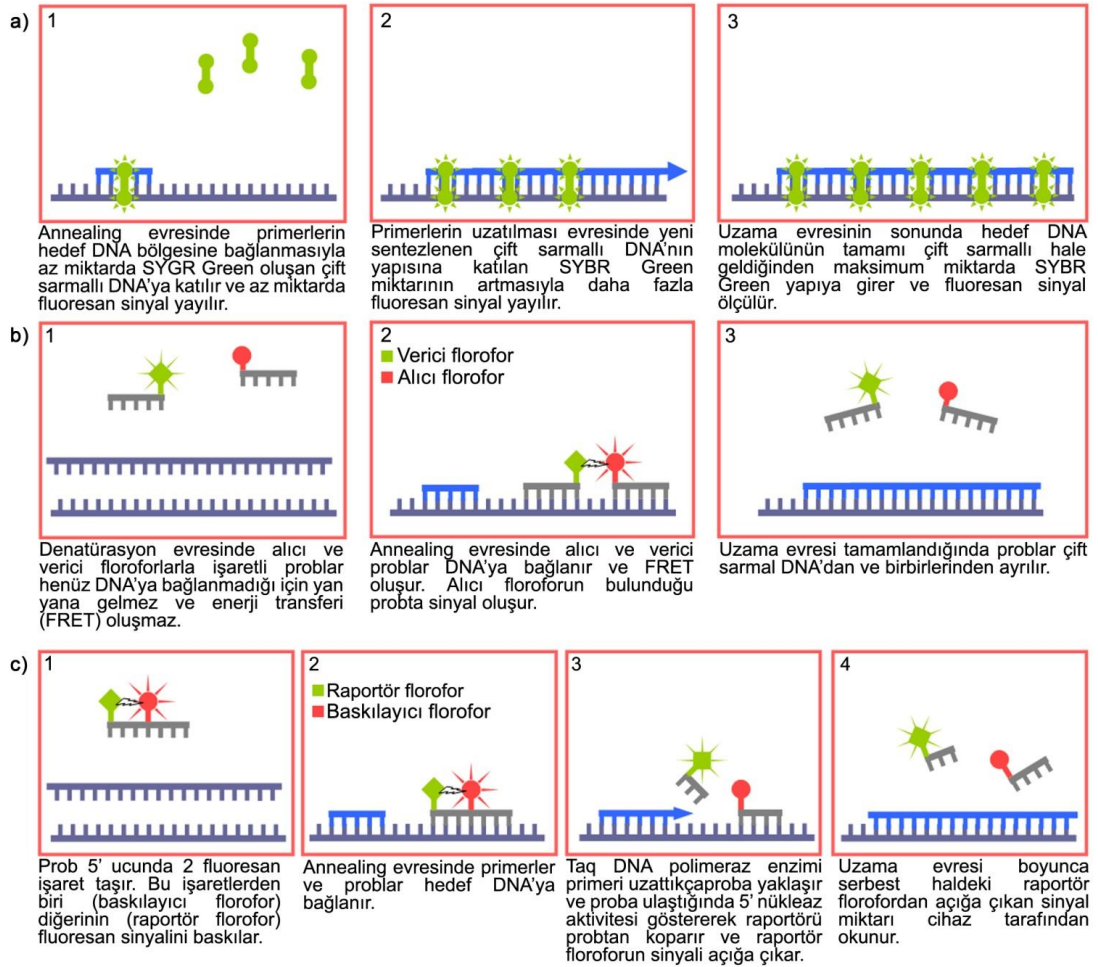 a)
1
Annealing evresinde primerlerin
hedef DNA bölgesine bağlanmasıyla
az miktarda SYGR Green oluşan çift
sarmallı DNA'ya katılır ve az miktarda
fluoresan sinyal yayılır.
2
Primerlerin uzatılması evresinde yeni
sentezlenen çift sarmallı DNA'nın
yapısına katılan SYBR Green
miktarının artmasıyla daha fazla
fluoresan sinyal yayılır.
3
Uzama evresinin sonunda hedef DNA
molekülünün tamamı çift sarmallı hale
geldiğinden maksimum miktarda SYBR
Green yapıya girer ve fluoresan sinyal
ölçülür.
b)
1
Denatürasyon evresinde alıcı ve
verici floroforlarla işaretli problar
henüz DNA'ya bağlanmadığı için yan
yana gelmez ve enerji transferi
(FRET) oluşmaz.
2
Verici florofor
Alıcı florofor
Annealing evresinde alıcı ve verici
problar DNA'ya bağlanır ve FRET
oluşur. Alıcı floroforun bulunduğu
probta sinyal oluşur.
3
Uzama evresi tamamlandığında problar çift
sarmal DNA'dan ve birbirlerinden ayrılır.
c)
1
Prob 5' ucunda 2 fluoresan
işaret taşır. Bu işaretlerden
biri (baskılayıcı florofor)
diğerinin (raportör florofor)
fluoresan sinyalini baskılar.
2
Raportör florofor
Baskılayıcı florofor
Annealing evresinde primerler
ve problar hedef DNA'ya
bağlanır.
3
Taq DNA polimeraz enzimi
primeri uzattıkçaproba yaklaşır
ve proba ulaştığında 5' nükleaz
aktivitesi göstererek raportörü
probtan koparır ve raportör
floroforun sinyali açığa çıkar.
4
Uzama evresi boyunca
serbest haldeki raportör
florofordan açığa çıkan sinyal
miktarı cihaz tarafından
okunur.